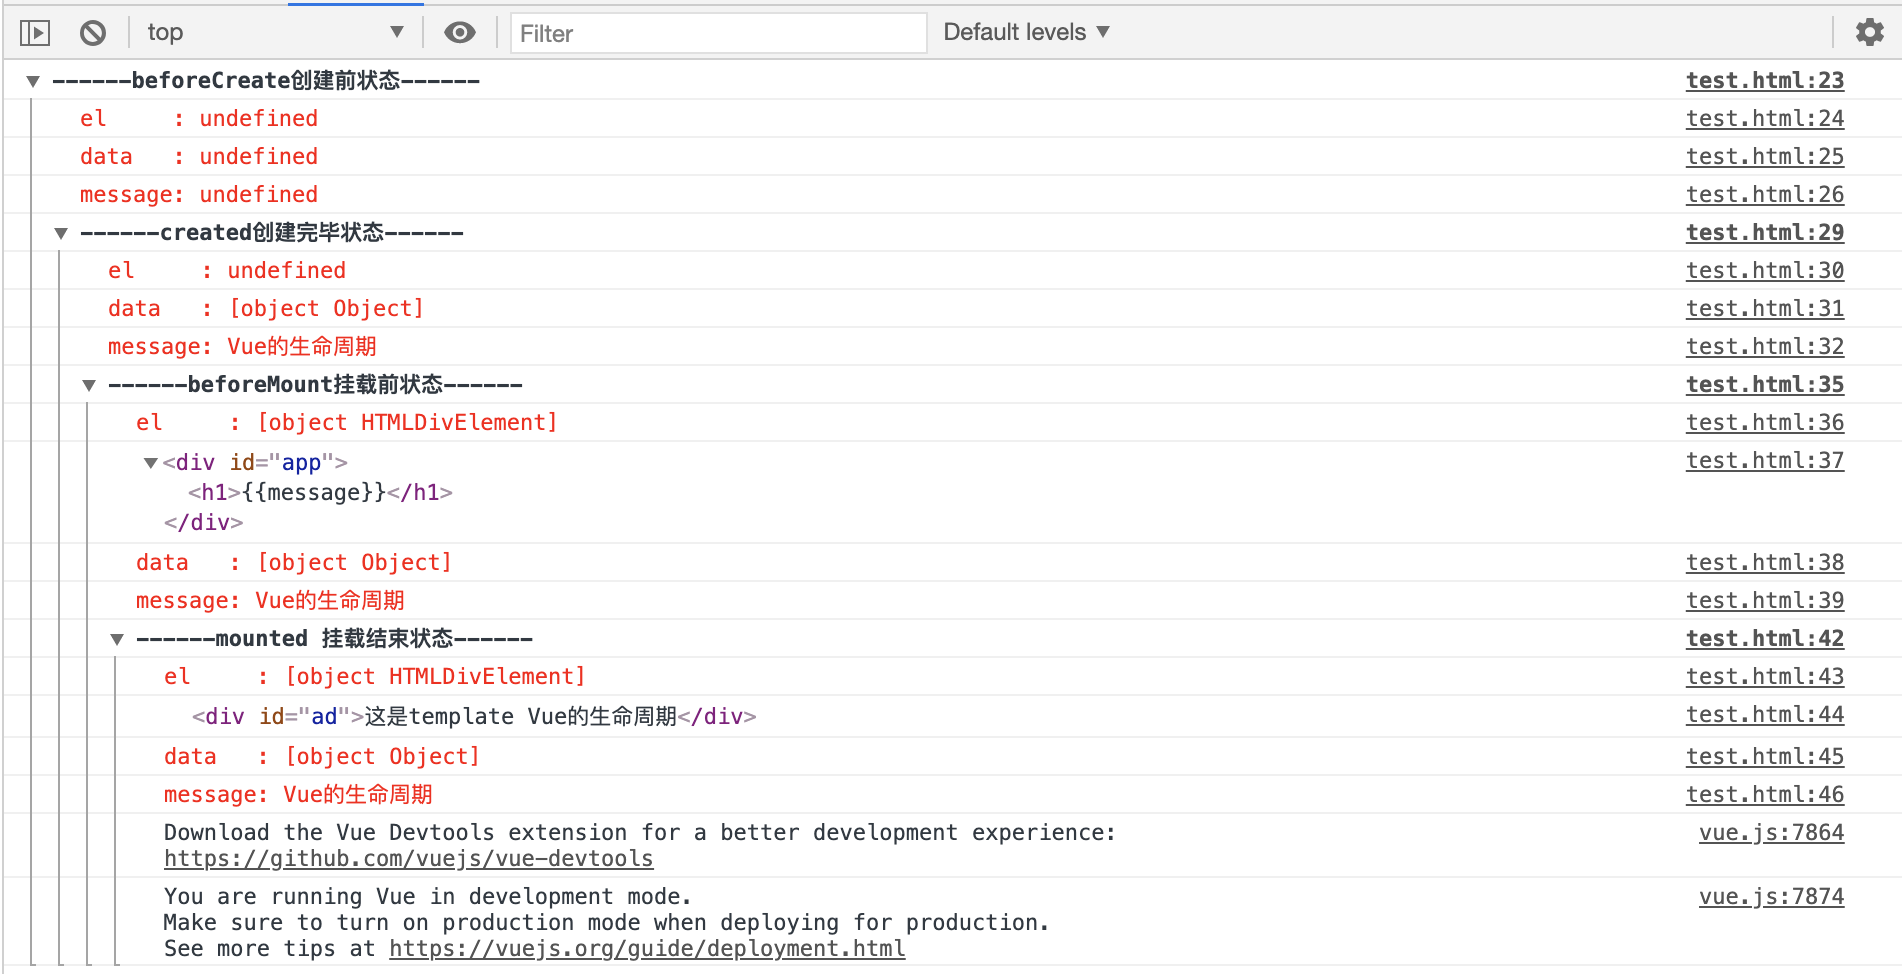 top
Filter
Default levels
------beforeCreate创建前状态------ test.html:23
el     : undefined test.html:24
data   : undefined test.html:25
message: undefined test.html:26
------created创建完毕状态------ test.html:29
el     : undefined test.html:30
data   : [object Object] test.html:31
message: Vue的生命周期 test.html:32
------beforeMount挂载前状态------ test.html:35
el     : [object HTMLDivElement] test.html:36
<div id="app"> test.html:37
<h1>{{message}}</h1>
</div>
data   : [object Object] test.html:38
message: Vue的生命周期 test.html:39
------mounted 挂载结束状态------ test.html:42
el     : [object HTMLDivElement] test.html:43
<div id="ad">这是template Vue的生命周期</div> test.html:44
data   : [object Object] test.html:45
message: Vue的生命周期 test.html:46
Download the Vue Devtools extension for a better development experience: vue.js:7864
https://github.com/vuejs/vue-devtools
You are running Vue in development mode. vue.js:7874
Make sure to turn on production mode when deploying for production.
See more tips at https://vuejs.org/guide/deployment.html